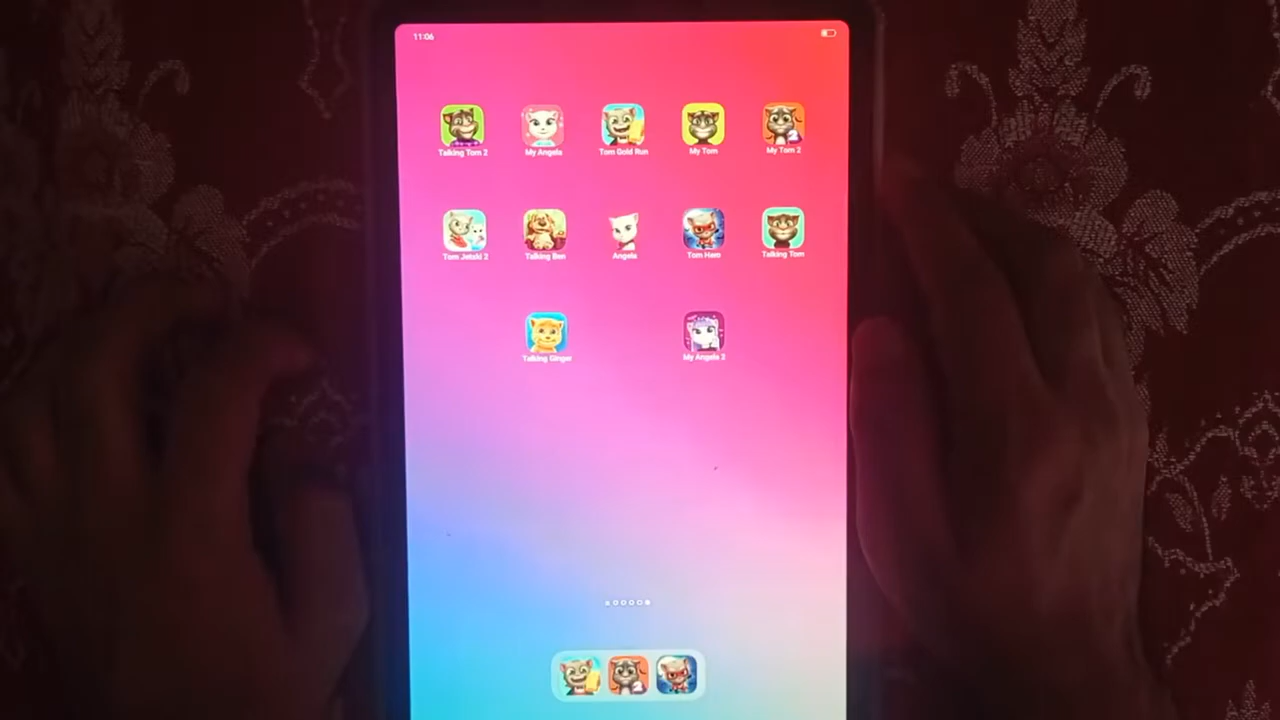 11:06
Talking Tom 2
My Angela
Tom Gold Run
My Tom
My Tom 2
Tom Jetski 2
Talking Ben
Angela
Tom Hero
Talking Tom
Talking Ginger
My Angela 2